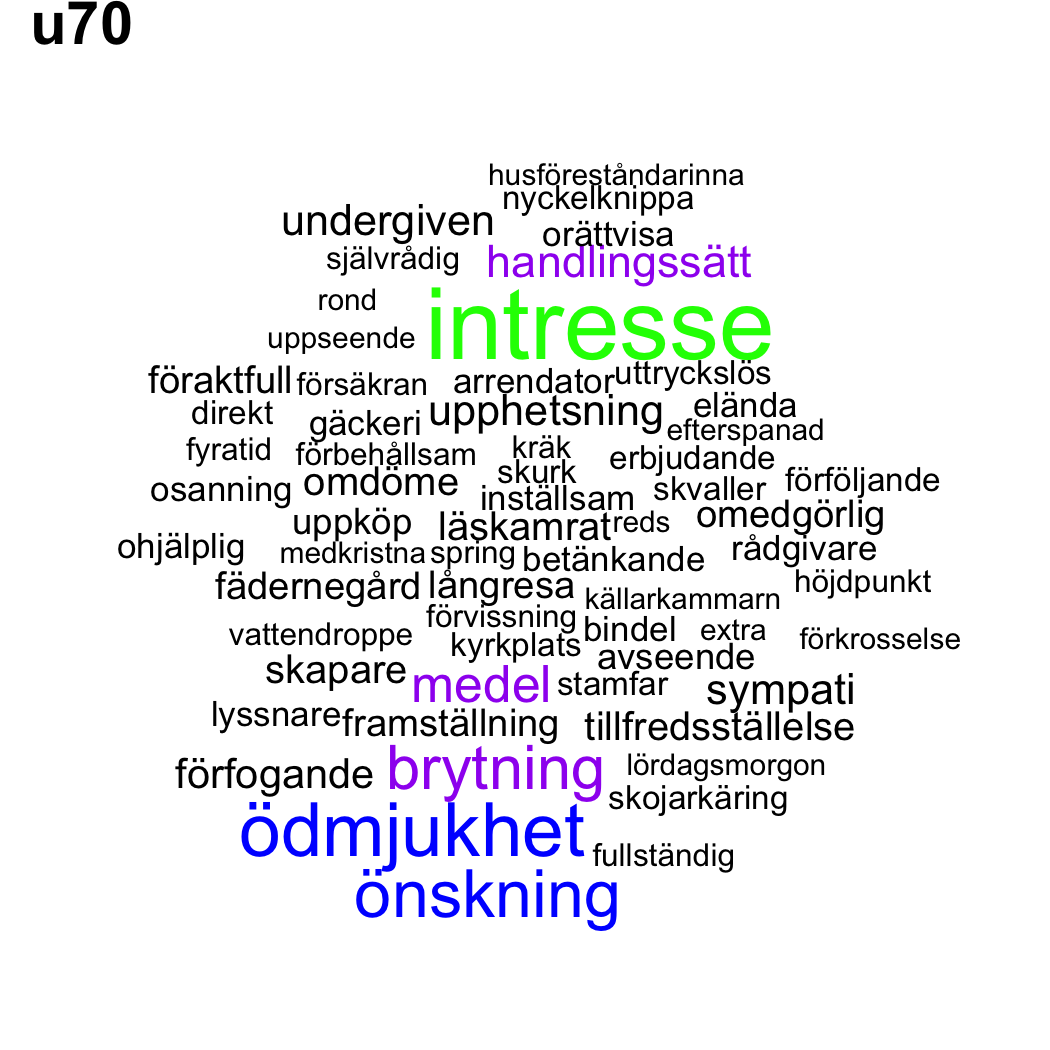 u70
husföreståndarinna
nyckelknippa
undergiven
orättvisa
självrådig
handlingssätt
rond
intresse
uppseende
föraktfull
försäkran
arrendator
uttryckslös
direkt
gäckeri
upphetsning
elända
efterspanad
fyratid
förbehållsam
kräk
erbjudande
skurk
osanning
omdöme
inställsam
skvaller
förföljande
uppköp
läskamrat
reds
omedgörlig
ohjälplig
medkristna
spring
betänkande
rådgivare
fädernegård
långresa
källarkammarn
höjdpunkt
förvissning
vattendroppe
kyrkplats
bindel
extra
förkrosselse
skapare
avseende
medel
stamfar
sympati
lyssnare
framställning
tillfredsställelse
förfogande
brytning
lördagsmorgon
skojarkäring
ödmjukhet
fullständig
önskning